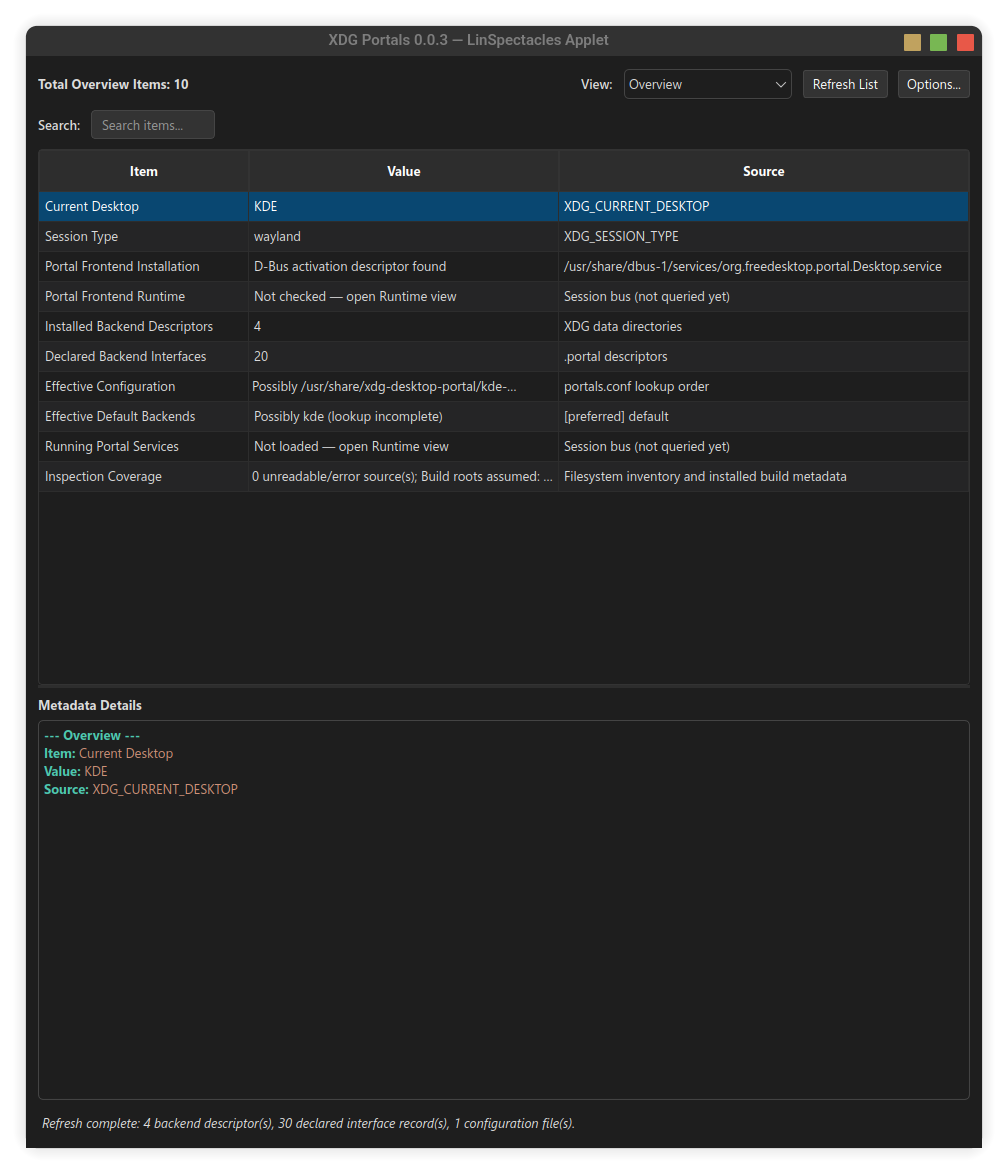 XDG Portals 0.0.3 — LinSpectacles Applet
Total Overview Items: 10 View: Overview Refresh List Options...
Search: Search items...
Item Value Source
Current Desktop KDE XDG_CURRENT_DESKTOP
Session Type wayland XDG_SESSION_TYPE
Portal Frontend Installation D-Bus activation descriptor found /usr/share/dbus-1/services/org.freedesktop.portal.Desktop.service
Portal Frontend Runtime Not checked — open Runtime view Session bus (not queried yet)
Installed Backend Descriptors 4 XDG data directories
Declared Backend Interfaces 20 .portal descriptors
Effective Configuration Possibly /usr/share/xdg-desktop-portal/kde-... portals.conf lookup order
Effective Default Backends Possibly kde (lookup incomplete) [preferred] default
Running Portal Services Not loaded — open Runtime view Session bus (not queried yet)
Inspection Coverage 0 unreadable/error source(s); Build roots assumed: ... Filesystem inventory and installed build metadata
Metadata Details
--- Overview ---
Item: Current Desktop
Value: KDE
Source: XDG_CURRENT_DESKTOP
Refresh complete: 4 backend descriptor(s), 30 declared interface record(s), 1 configuration file(s).